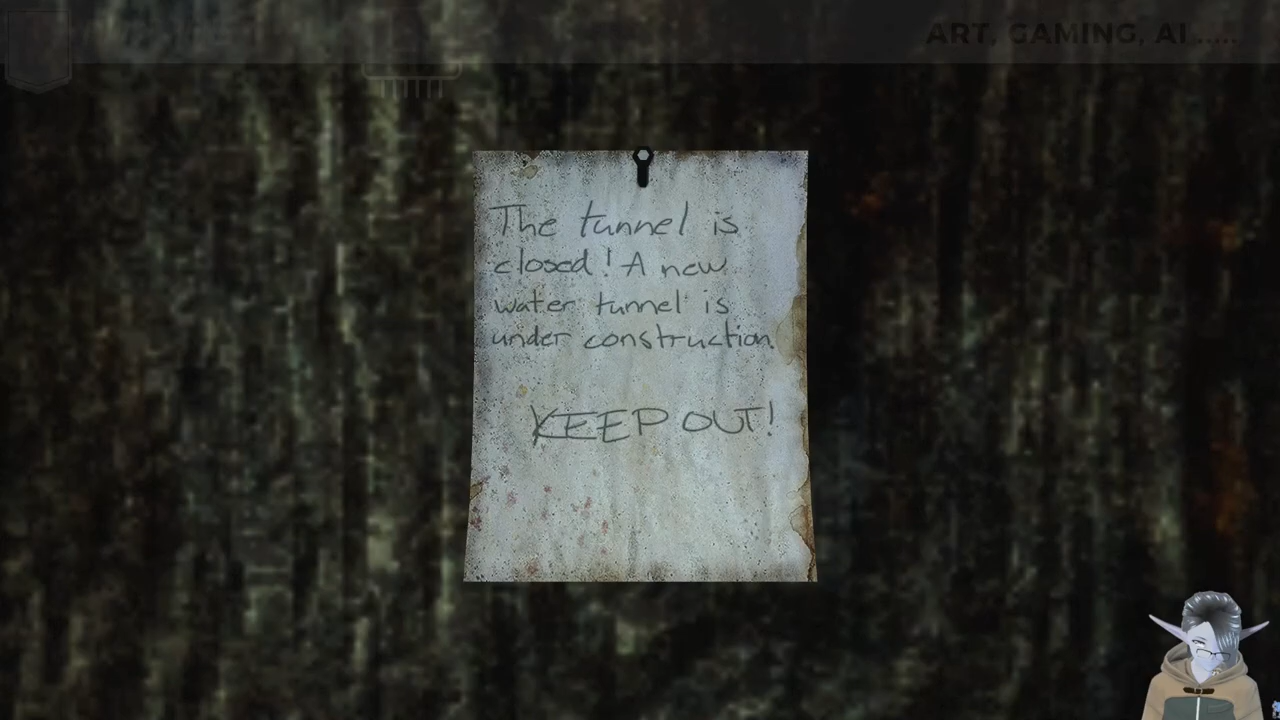 ART, GAMING, AI .....
The tunnel is
closed! A new
water tunnel is
under construction.
KEEP OUT!